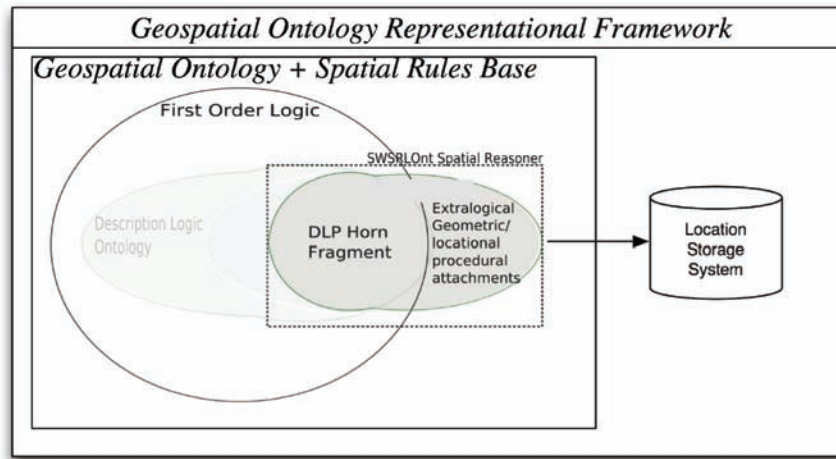 Geospatial Ontology Representational Framework
Geospatial Ontology + Spatial Rules Base
First Order Logic
SWSRLOnt Spatial Reasoner
Description Logic
Ontology
DLP Horn
Fragment
Extralogical
Geometric/
locational
procedural
attachments
Location
Storage
System